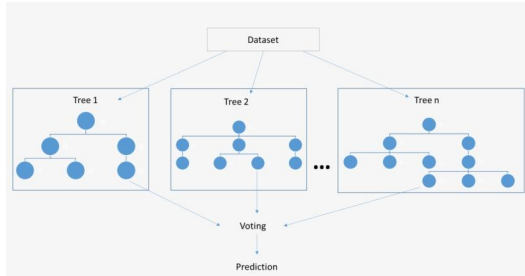 Dataset
Tree 1
Tree 2
Tree n
...
Voting
Prediction